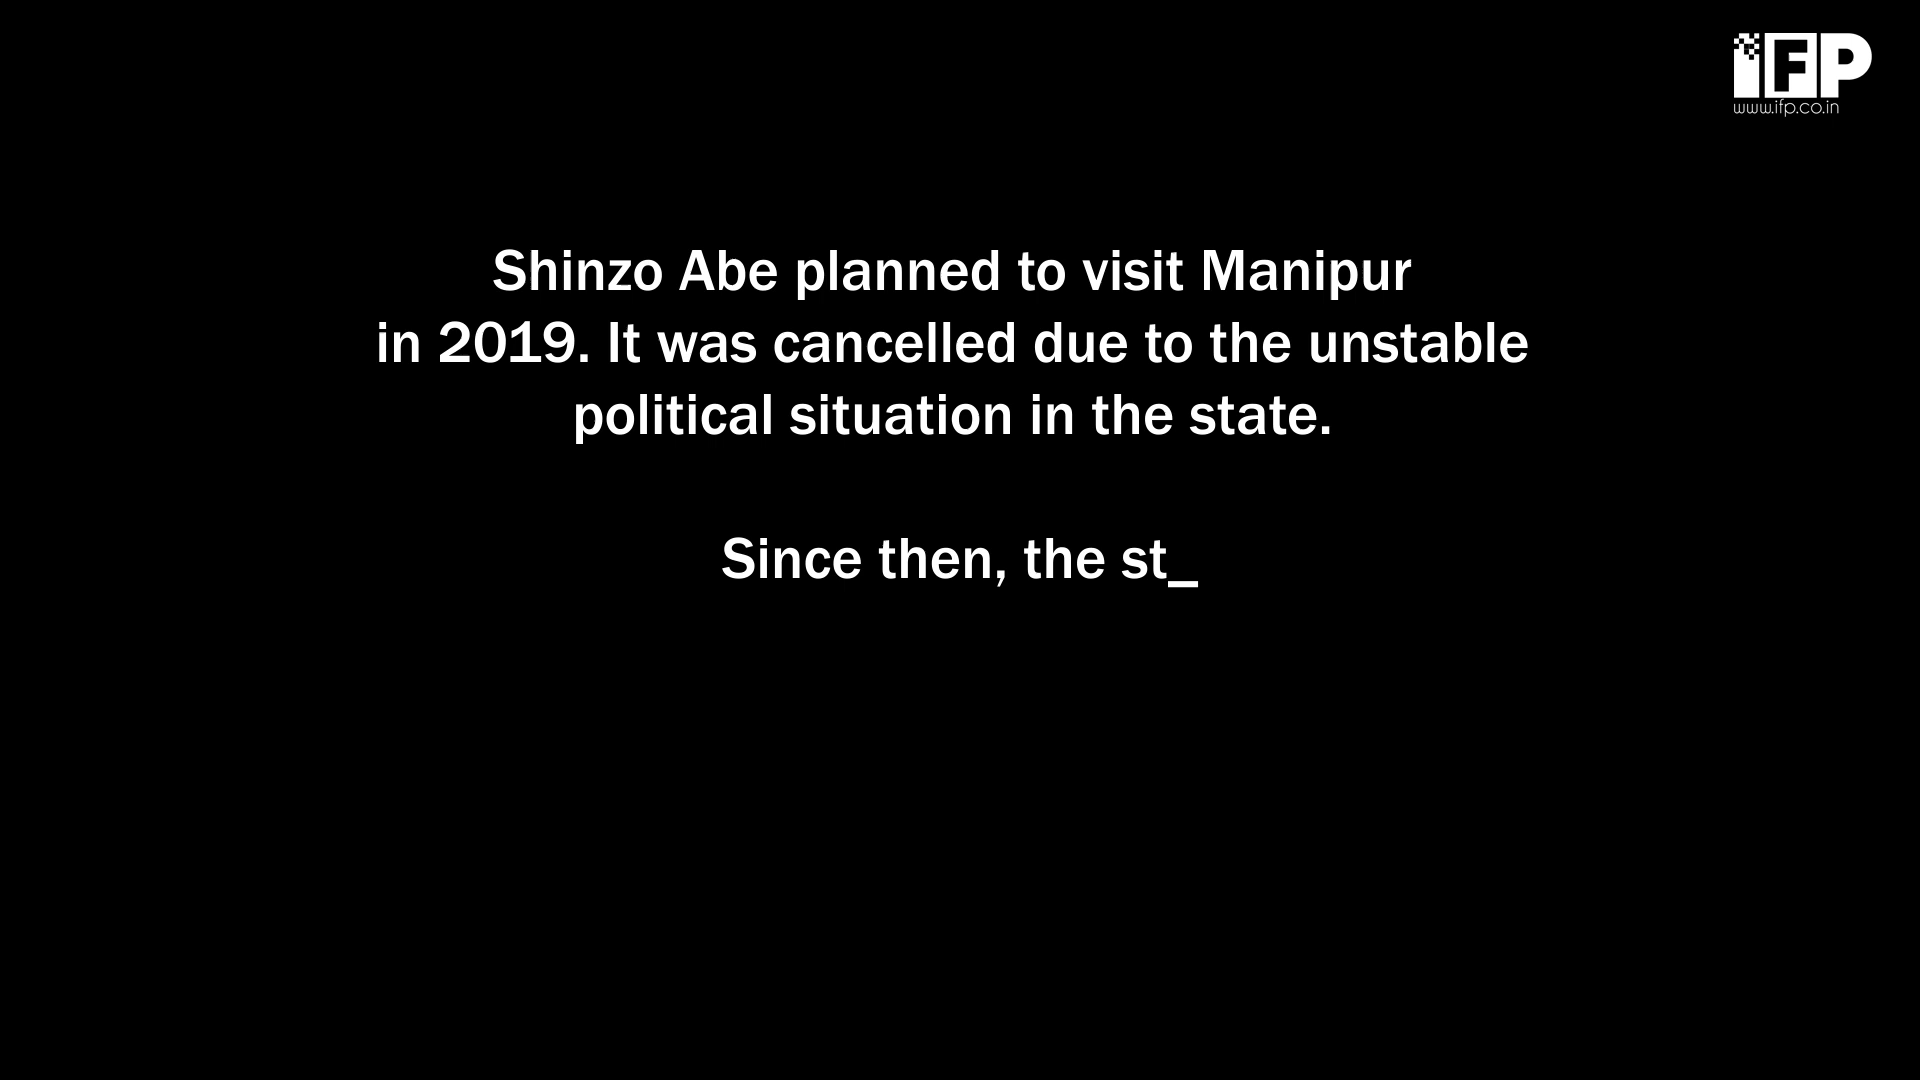 iFP
www.ifp.co.in
Shinzo Abe planned to visit Manipur
in 2019. It was cancelled due to the unstable
political situation in the state.
Since then, the st_